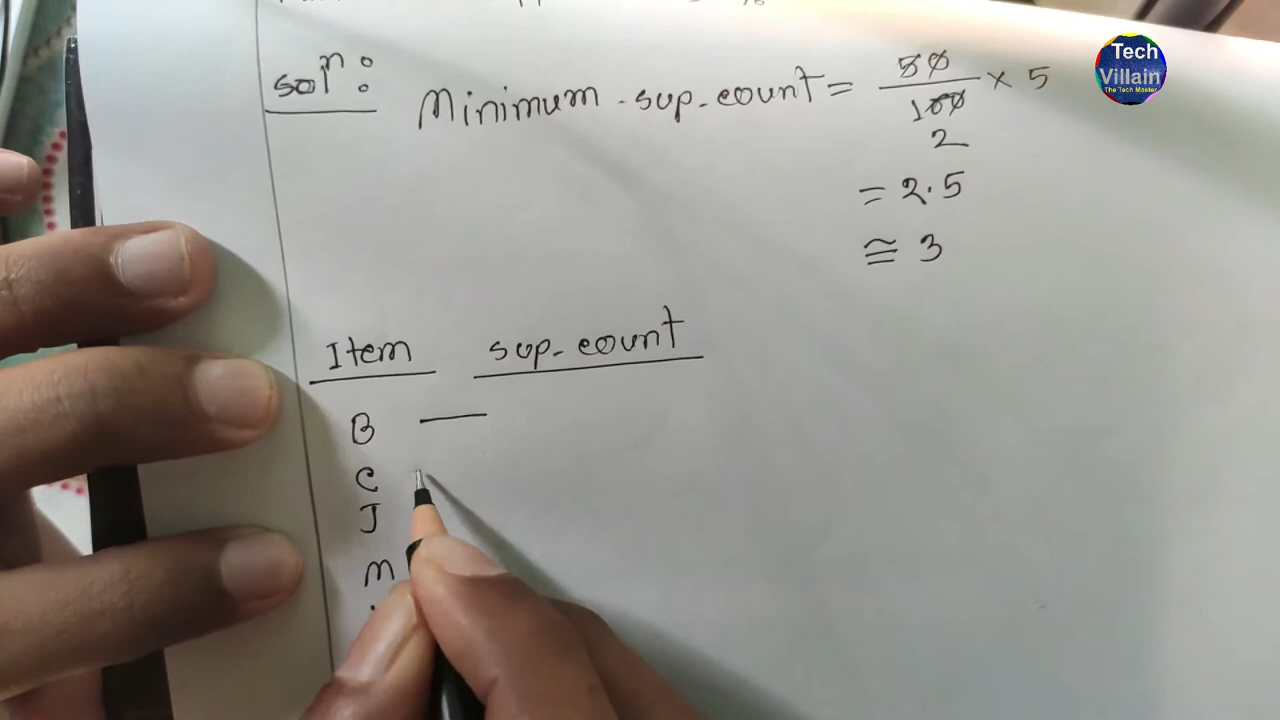 solⁿ:
Minimum-sup-count = 50/100 × 5
2
= 2.5
≅ 3
Item sup-count
B —
C
J
M
Tech
Villain
The Tech Master